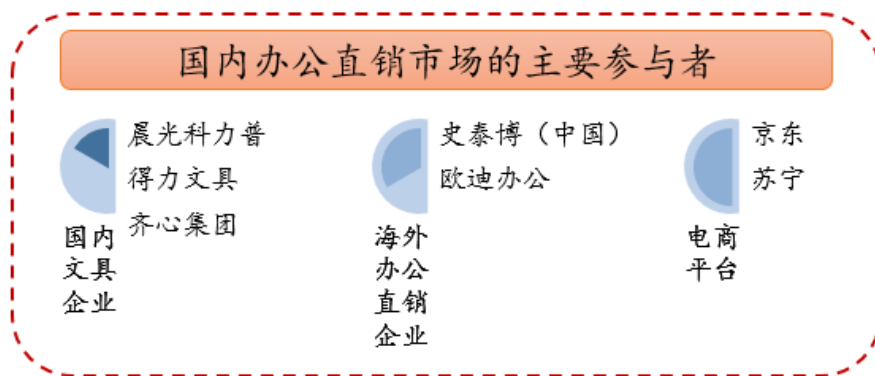 国内办公直销市场的主要参与者
晨光科力普
得力文具
齐心集团
国内
文具
企业
史泰博（中国）
欧迪办公
海外
办公
直销
企业
京东
苏宁
电商
平台